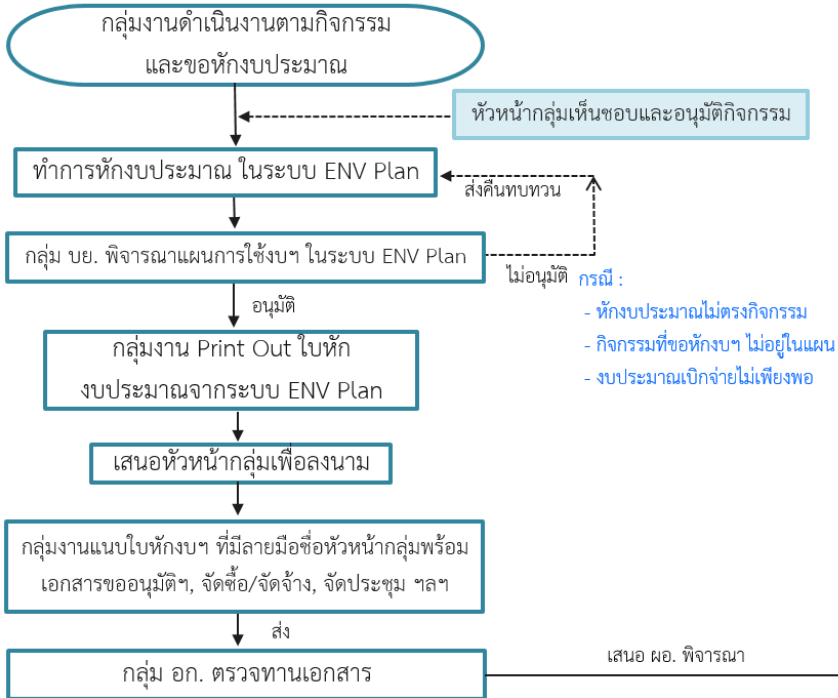 กลุ่มงานดำเนินงานตามกิจกรรม
และขอหักงบประมาณ
หัวหน้ากลุ่มเห็นชอบและอนุมัติกิจกรรม
ทำการหักงบประมาณ ในระบบ ENV Plan
ส่งคืนทบทวน
กลุ่ม บย. พิจารณาแผนการใช้งบฯ ในระบบ ENV Plan
ไม่อนุมัติ
กรณี :
- หักงบประมาณไม่ตรงกิจกรรม
- กิจกรรมที่ขอหักงบฯ ไม่อยู่ในแผน
- งบประมาณเบิกจ่ายไม่เพียงพอ
อนุมัติ
กลุ่มงาน Print Out ใบหัก
งบประมาณจากระบบ ENV Plan
เสนอหัวหน้ากลุ่มเพื่อลงนาม
กลุ่มงานแนบใบหักงบฯ ที่มีลายมือชื่อหัวหน้ากลุ่มพร้อม
เอกสารขออนุมัติฯ, จัดซื้อ/จัดจ้าง, จัดประชุม ฯลฯ
ส่ง
กลุ่ม อก. ตรวจทานเอกสาร
เสนอ ผอ. พิจารณา